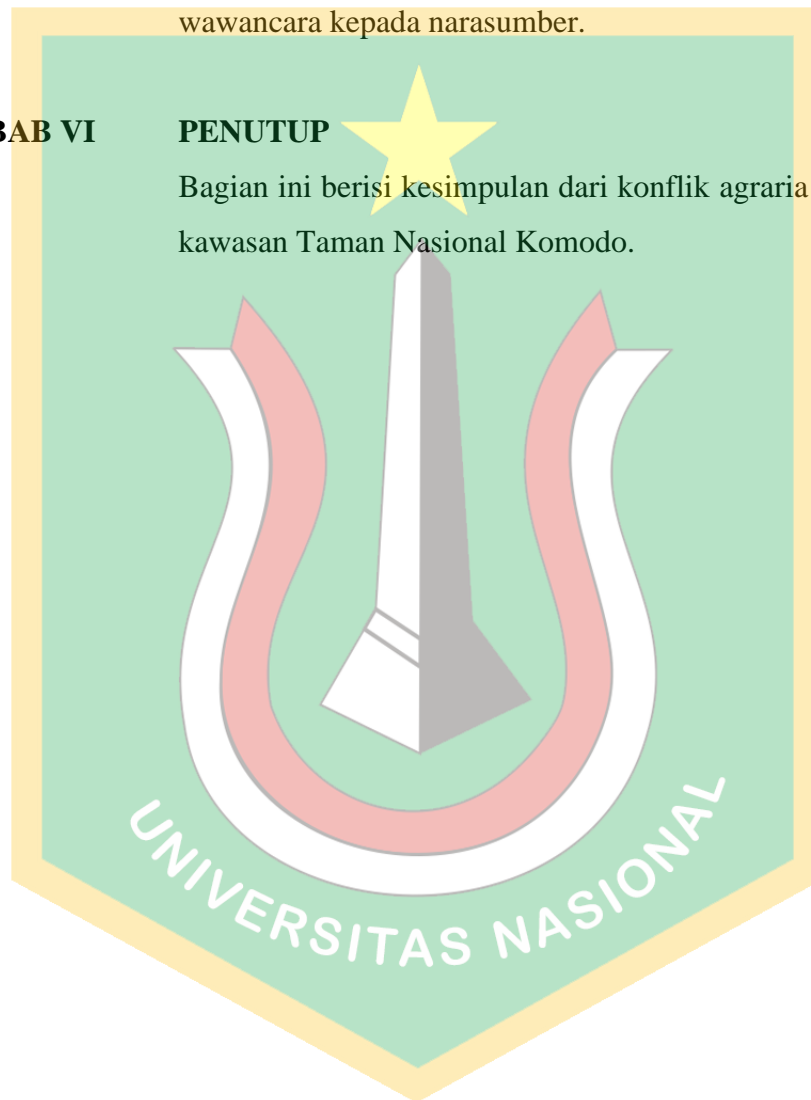 wawancara kepada narasumber.
BAB VI PENUTUP
Bagian ini berisi kesimpulan dari konflik agraria
kawasan Taman Nasional Komodo.
UNIVERSITAS NASIONAL